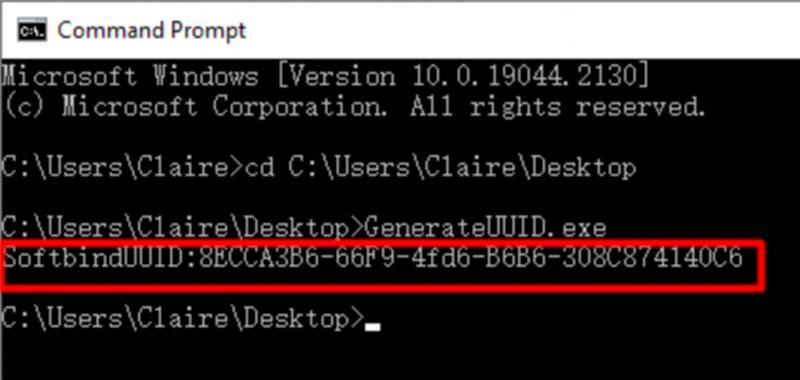 Command Prompt
Microsoft Windows [Version 10.0.19044.2130]
(c) Microsoft Corporation. All rights reserved.
C:\Users\Claire>cd C:\Users\Claire\Desktop
C:\Users\Claire\Desktop>GenerateUUID.exe
SoftbindUUID:8ECCA3B6-66F9-4fd6-B6B6-308C874140C6
C:\Users\Claire\Desktop>